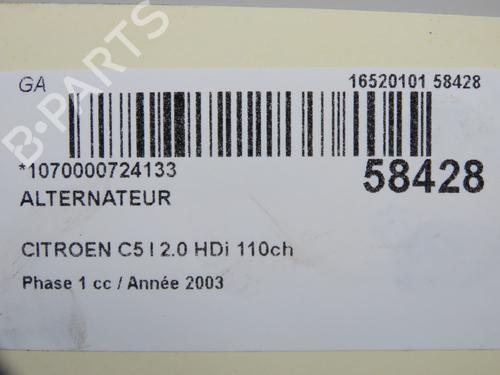 GA
16520101 58428
*1070000724133
58428
ALTERNATEUR
CITROEN C5 I 2.0 HDi 110ch
Phase 1 cc / Année 2003
B-PARTS